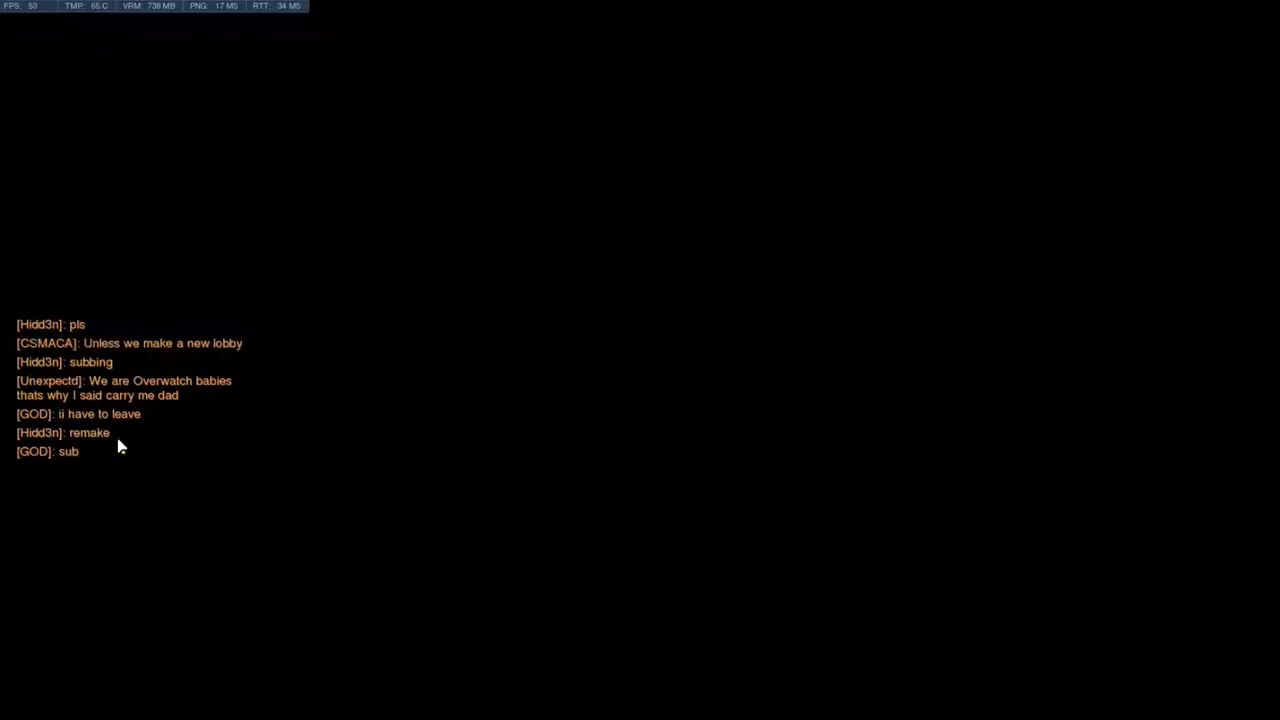 FPS: 53 TMP: 65 C VRM: 738 MB PNG: 17 MS RTT: 34 MS
[Hidd3n]: pls
[CSMACA]: Unless we make a new lobby
[Hidd3n]: subbing
[Unexpectd]: We are Overwatch babies
thats why I said carry me dad
[GOD]: ii have to leave
[Hidd3n]: remake
[GOD]: sub